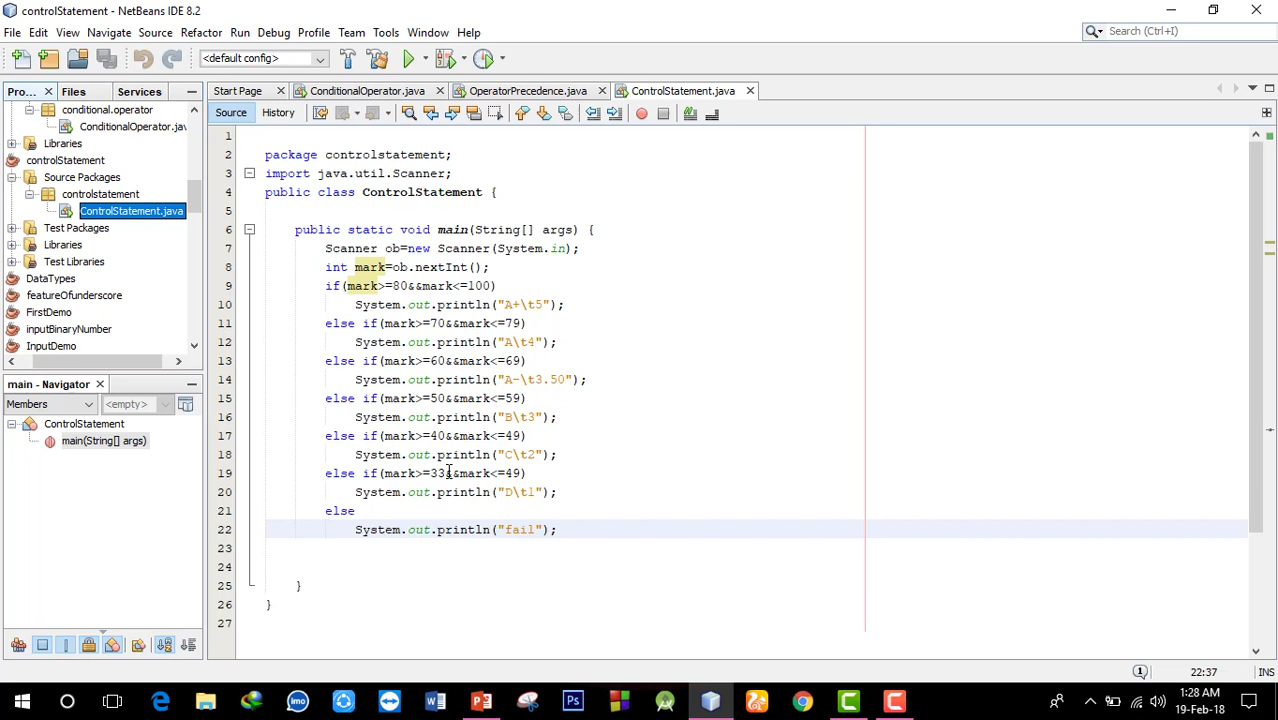 controlStatement - NetBeans IDE 8.2
File Edit View Navigate Source Refactor Run Debug Profile Team Tools Window Help
Search (Ctrl+I)
<default config>
Pro... Files Services
Start Page ConditionalOperator.java OperatorPrecedence.java ControlStatement.java
Source History
conditional.operator
ConditionalOperator.jav
Libraries
controlStatement
Source Packages
controlstatement
ControlStatement.java
Test Packages
Libraries
Test Libraries
DataTypes
featureOfunderscore
FirstDemo
inputBinaryNumber
InputDemo
main - Navigator
Members <empty>
ControlStatement
main(String[] args)
1
2 package controlstatement;
3 import java.util.Scanner;
4 public class ControlStatement {
5
6 public static void main(String[] args) {
7 Scanner ob=new Scanner(System.in);
8 int mark=ob.nextInt();
9 if(mark>=80&&mark<=100)
10 System.out.println("A+\t5");
11 else if(mark>=70&&mark<=79)
12 System.out.println("A\t4");
13 else if(mark>=60&&mark<=69)
14 System.out.println("A-\t3.50");
15 else if(mark>=50&&mark<=59)
16 System.out.println("B\t3");
17 else if(mark>=40&&mark<=49)
18 System.out.println("C\t2");
19 else if(mark>=33&&mark<=49)
20 System.out.println("D\t1");
21 else
22 System.out.println("fail");
23
24
25 }
26 }
27
22:37 INS
imo
Ps
1:28 AM
19-Feb-18